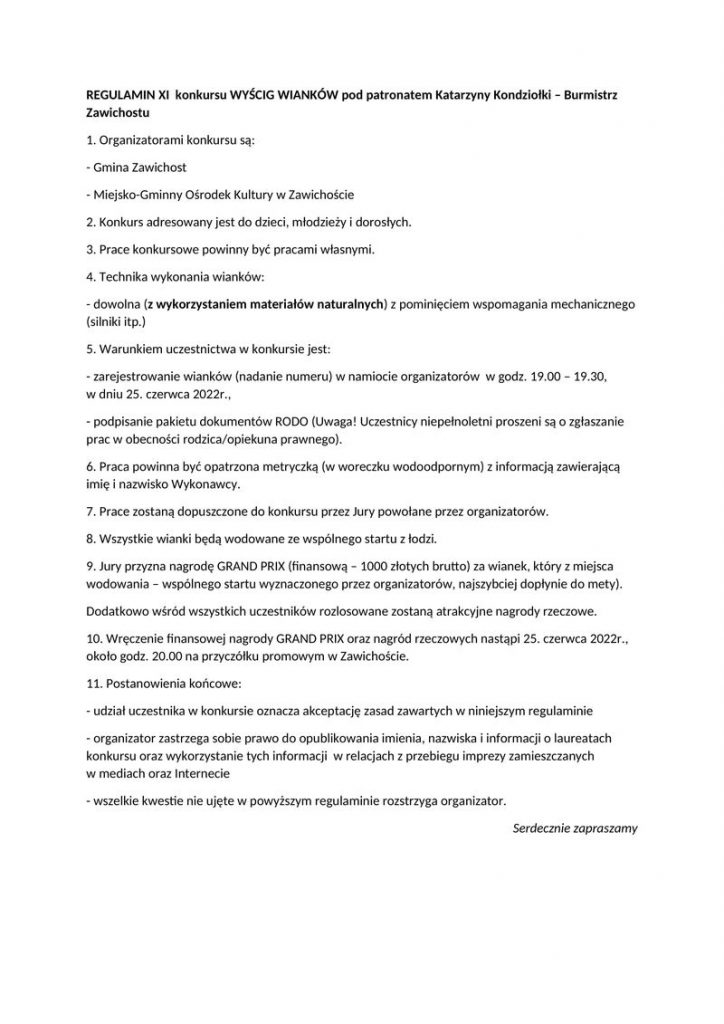 REGULAMIN XI  konkursu WYŚCIG WIANKÓW pod patronatem Katarzyny Kondziołki – Burmistrz
Zawichostu
1. Organizatorami konkursu są:
- Gmina Zawichost
- Miejsko-Gminny Ośrodek Kultury w Zawichoście
2. Konkurs adresowany jest do dzieci, młodzieży i dorosłych.
3. Prace konkursowe powinny być pracami własnymi.
4. Technika wykonania wianków:
- dowolna (z wykorzystaniem materiałów naturalnych) z pominięciem wspomagania mechanicznego
(silniki itp.)
5. Warunkiem uczestnictwa w konkursie jest:
- zarejestrowanie wianków (nadanie numeru) w namiocie organizatorów  w godz. 19.00 – 19.30,
w dniu 25. czerwca 2022r.,
- podpisanie pakietu dokumentów RODO (Uwaga! Uczestnicy niepełnoletni proszeni są o zgłaszanie
prac w obecności rodzica/opiekuna prawnego).
6. Praca powinna być opatrzona metryczką (w woreczku wodoodpornym) z informacją zawierającą
imię i nazwisko Wykonawcy.
7. Prace zostaną dopuszczone do konkursu przez Jury powołane przez organizatorów.
8. Wszystkie wianki będą wodowane ze wspólnego startu z łodzi.
9. Jury przyzna nagrodę GRAND PRIX (finansową – 1000 złotych brutto) za wianek, który z miejsca
wodowania – wspólnego startu wyznaczonego przez organizatorów, najszybciej dopłynie do mety).
Dodatkowo wśród wszystkich uczestników rozlosowane zostaną atrakcyjne nagrody rzeczowe.
10. Wręczenie finansowej nagrody GRAND PRIX oraz nagród rzeczowych nastąpi 25. czerwca 2022r.,
około godz. 20.00 na przyczółku promowym w Zawichoście.
11. Postanowienia końcowe:
- udział uczestnika w konkursie oznacza akceptację zasad zawartych w niniejszym regulaminie
- organizator zastrzega sobie prawo do opublikowania imienia, nazwiska i informacji o laureatach
konkursu oraz wykorzystanie tych informacji  w relacjach z przebiegu imprezy zamieszczanych
w mediach oraz Internecie
- wszelkie kwestie nie ujęte w powyższym regulaminie rozstrzyga organizator.
Serdecznie zapraszamy